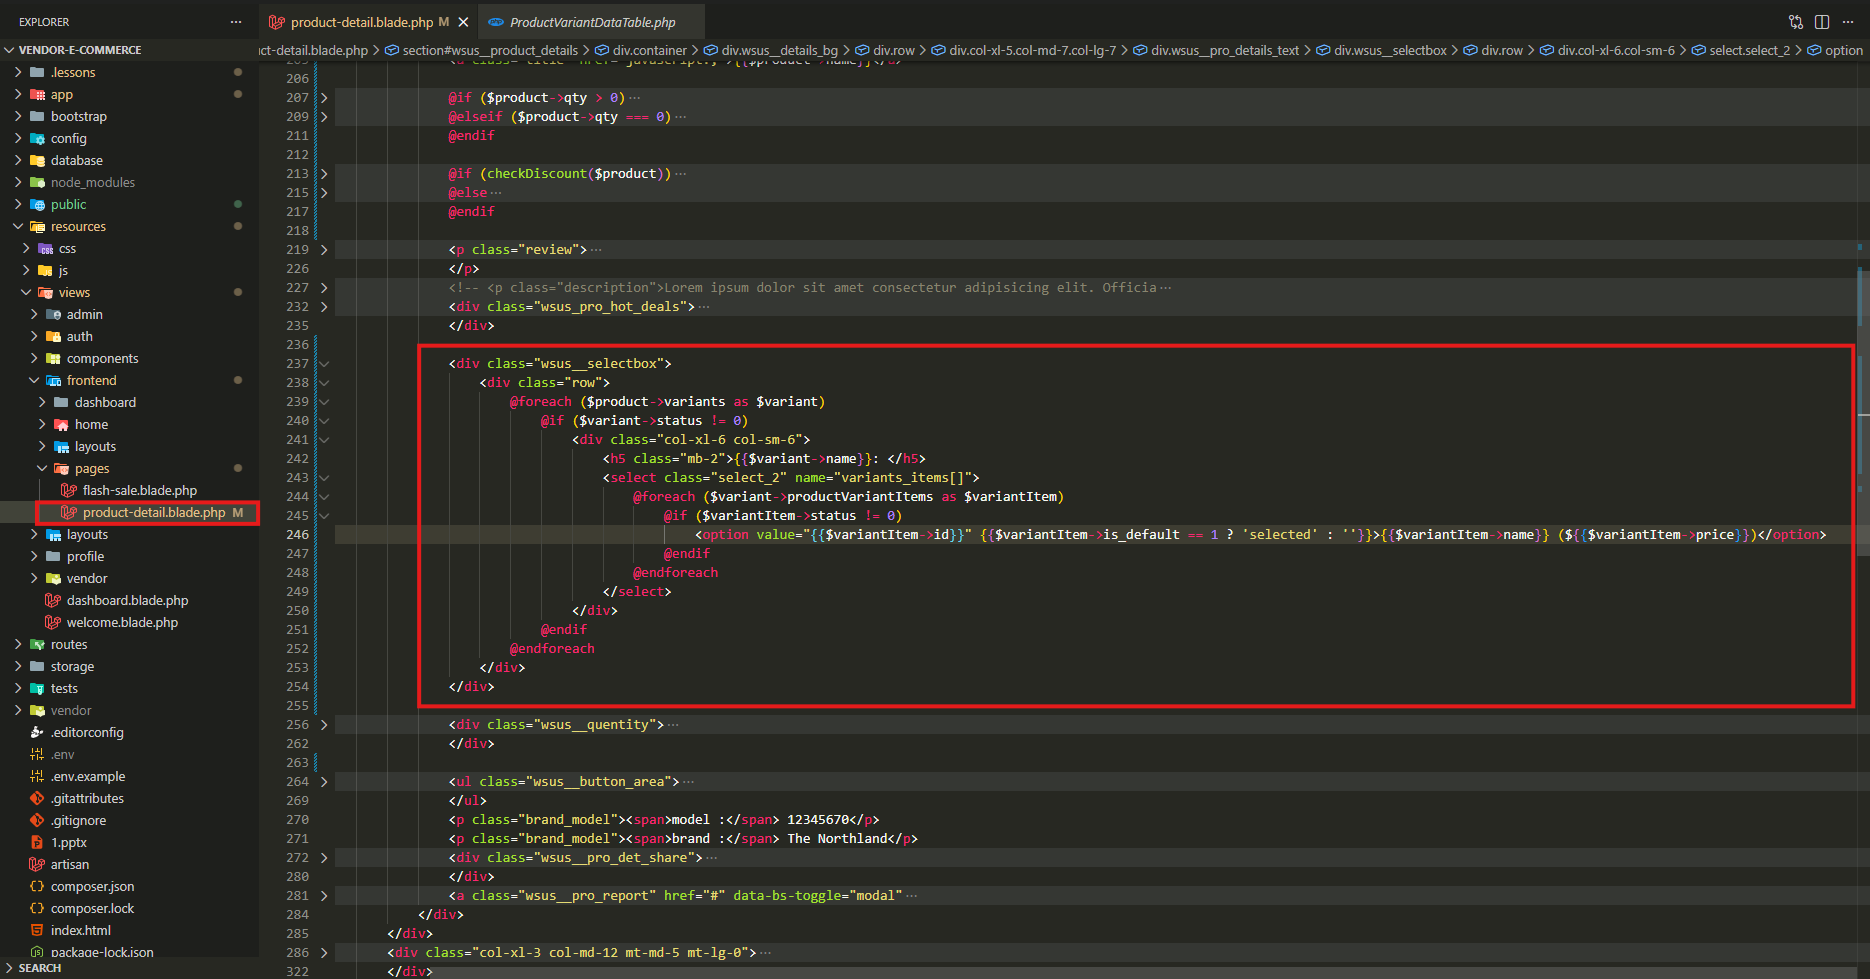 EXPLORER ···
VENDOR-E-COMMERCE
.lessons
app
bootstrap
config
database
node_modules
public
resources
css
js
views
admin
auth
components
frontend
dashboard
home
layouts
pages
flash-sale.blade.php
product-detail.blade.php M
layouts
profile
vendor
dashboard.blade.php
welcome.blade.php
routes
storage
tests
vendor
.editorconfig
.env
.env.example
.gitattributes
.gitignore
1.pptx
artisan
composer.json
composer.lock
index.html
package-lock.json
SEARCH
product-detail.blade.php M
ProductVariantDataTable.php
ct-detail.blade.php > section#wsus__product_details > div.container > div.wsus__details_bg > div.row > div.col-xl-5.col-md-7.col-lg-7 > div.wsus__pro_details_text > div.wsus__selectbox > div.row > div.col-xl-6.col-sm-6 > select.select_2 > option
206
207 @if ($product->qty > 0)···
209 @elseif ($product->qty === 0)···
211 @endif
212
213 @if (checkDiscount($product))···
215 @else···
217 @endif
218
219 <p class="review">···
226 </p>
227 <!-- <p class="description">Lorem ipsum dolor sit amet consectetur adipisicing elit. Officia···
232 <div class="wsus_pro_hot_deals">···
235 </div>
236
237 <div class="wsus__selectbox">
238 <div class="row">
239 @foreach ($product->variants as $variant)
240 @if ($variant->status != 0)
241 <div class="col-xl-6 col-sm-6">
242 <h5 class="mb-2">{{$variant->name}}: </h5>
243 <select class="select_2" name="variants_items[]">
244 @foreach ($variant->productVariantItems as $variantItem)
245 @if ($variantItem->status != 0)
246 <option value="{{$variantItem->id}}" {{$variantItem->is_default == 1 ? 'selected' : ''}}>{{$variantItem->name}} (${{$variantItem->price}})</option>
247 @endif
248 @endforeach
249 </select>
250 </div>
251 @endif
252 @endforeach
253 </div>
254 </div>
255
256 <div class="wsus__quentity">···
262 </div>
263
264 <ul class="wsus__button_area">···
269 </ul>
270 <p class="brand_model"><span>model :</span> 12345670</p>
271 <p class="brand_model"><span>brand :</span> The Northland</p>
272 <div class="wsus__pro_det_share">···
280 </div>
281 <a class="wsus__pro_report" href="#" data-bs-toggle="modal"···
284 </div>
285 </div>
286 <div class="col-xl-3 col-md-12 mt-md-5 mt-lg-0">···
322 </div>